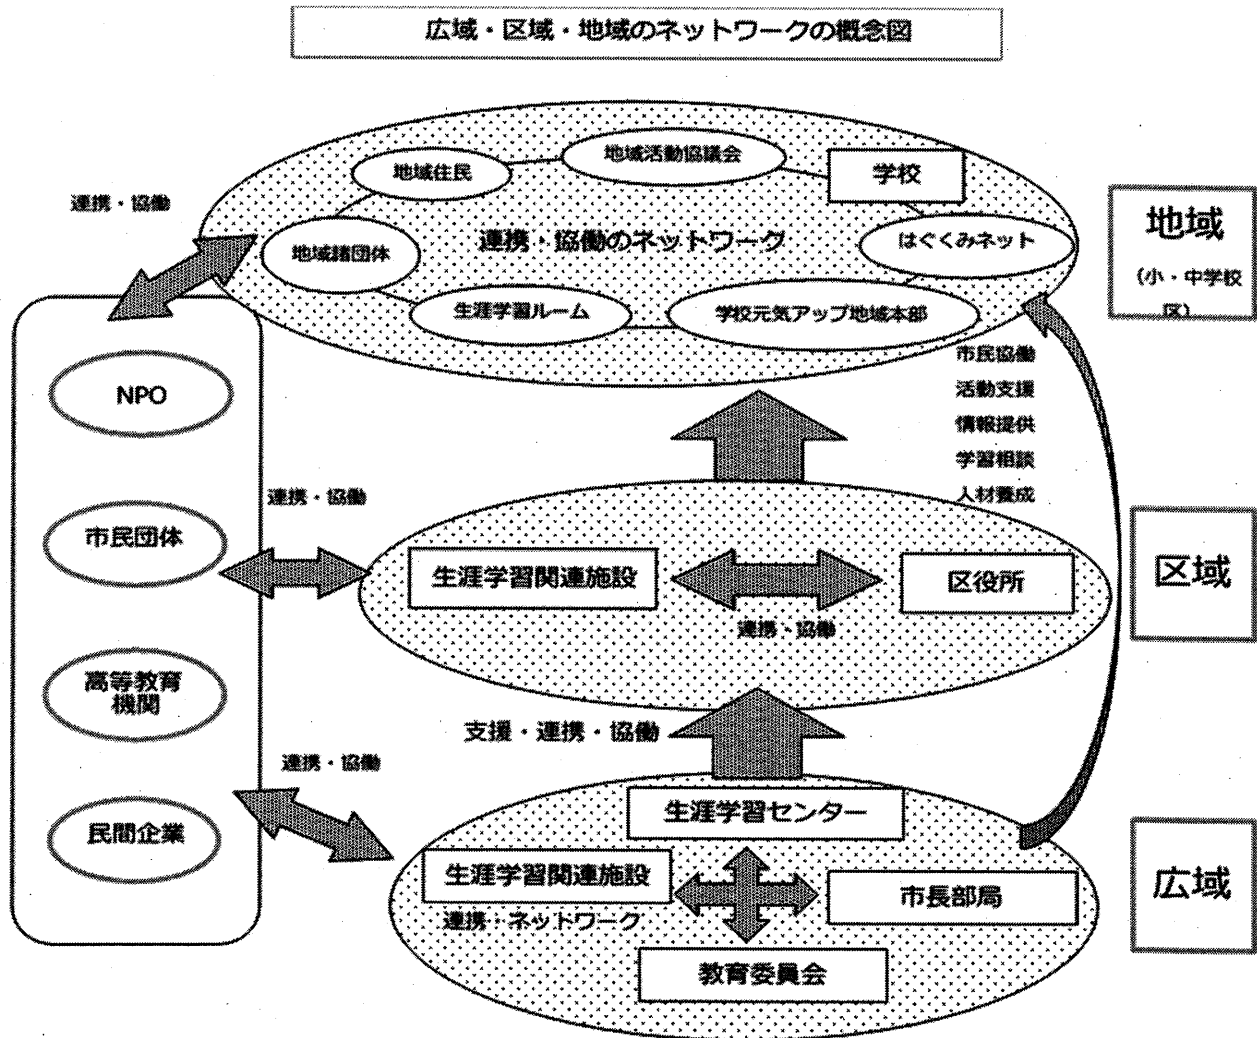 広域・区域・地域のネットワークの概念図
地域活動協議会
地域住民
学校
連携・協働
地域
(小・中学校
区)
地域諸団体
連携・協働のネットワーク
はぐくみネット
生涯学習ルーム
学校元気アップ地域本部
市民協働
活動支援
情報提供
学習相談
人材養成
NPO
連携・協働
市民団体
生涯学習関連施設
区役所
連携・協働
区域
高等教育
機関
支援・連携・協働
連携・協働
生涯学習センター
民間企業
生涯学習関連施設
市長部局
連携・ネットワーク
教育委員会
広域